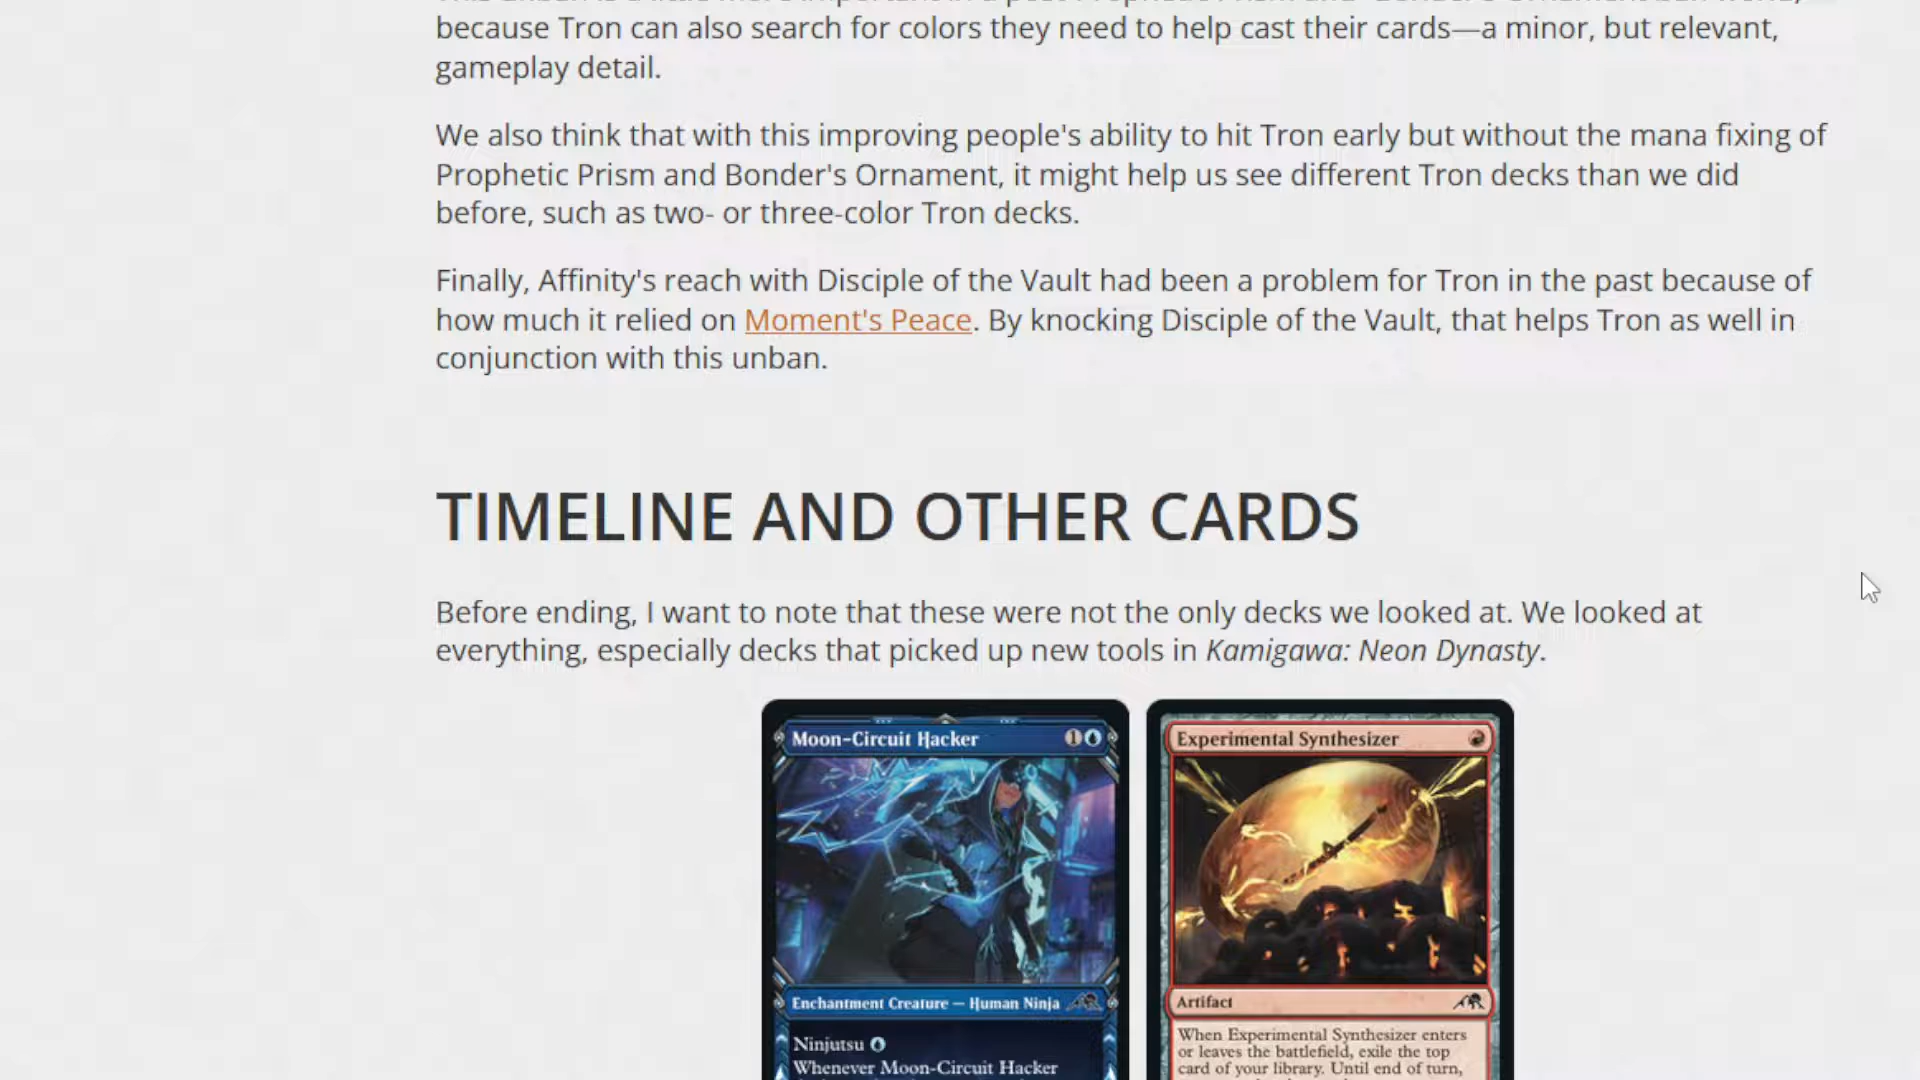 because Tron can also search for colors they need to help cast their cards—a minor, but relevant,
gameplay detail.
We also think that with this improving people's ability to hit Tron early but without the mana fixing of
Prophetic Prism and Bonder's Ornament, it might help us see different Tron decks than we did
before, such as two- or three-color Tron decks.
Finally, Affinity's reach with Disciple of the Vault had been a problem for Tron in the past because of
how much it relied on Moment's Peace. By knocking Disciple of the Vault, that helps Tron as well in
conjunction with this unban.
TIMELINE AND OTHER CARDS
Before ending, I want to note that these were not the only decks we looked at. We looked at
everything, especially decks that picked up new tools in Kamigawa: Neon Dynasty.
Moon-Circuit Hacker 1
Enchantment Creature — Human Ninja
Ninjutsu
Whenever Moon-Circuit Hacker
Experimental Synthesizer
Artifact
When Experimental Synthesizer enters
or leaves the battlefield, exile the top
card of your library. Until end of turn,